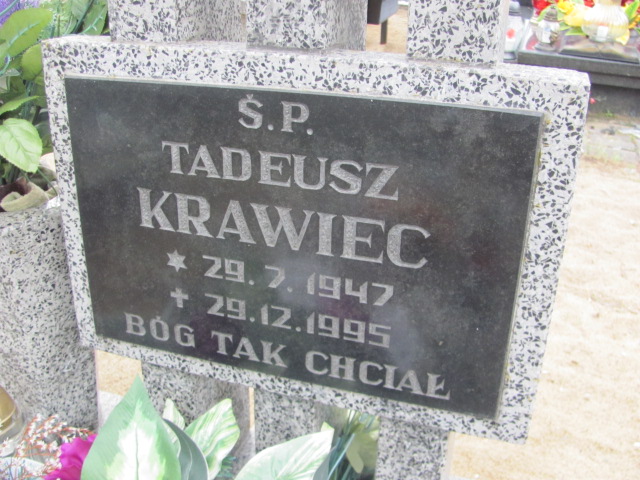 Ś.P.
TADEUSZ
KRAWIEC
* 29.7.1947
✝ 29.12.1995
BÓG TAK CHCIAŁ